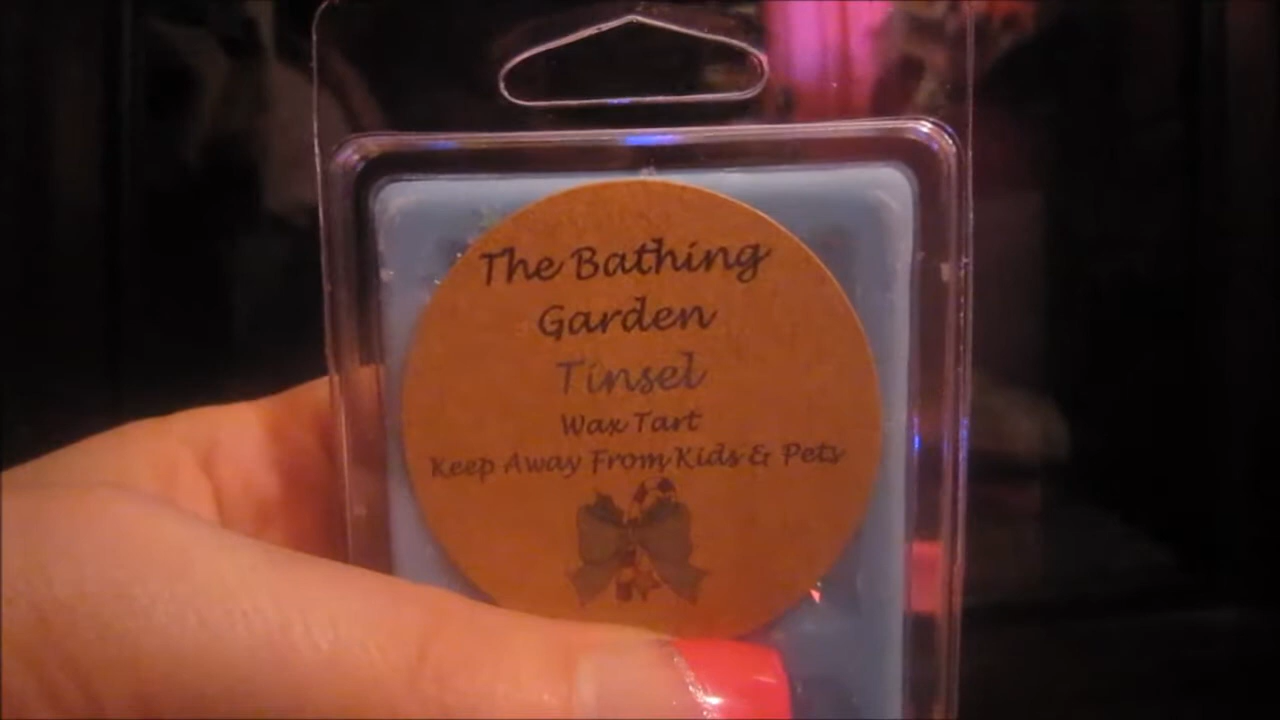 The Bathing
Garden
Tinsel
Wax Tart
Keep Away From Kids & Pets